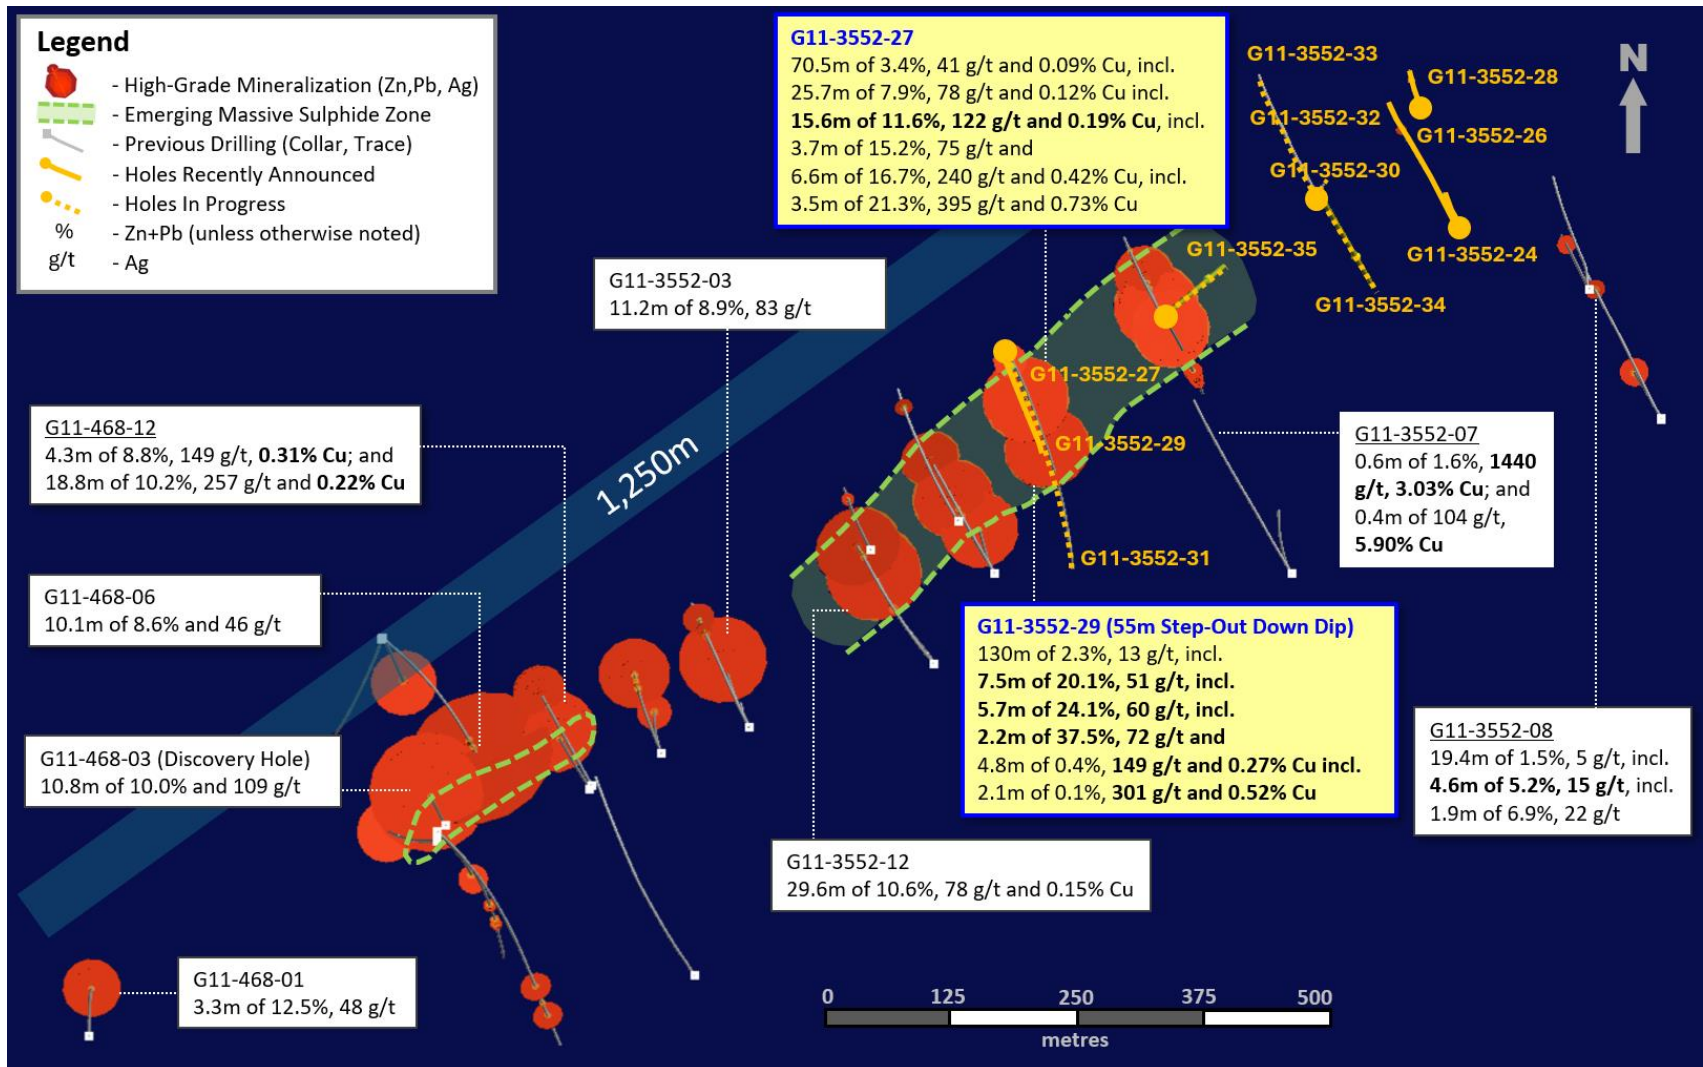 Legend
- High-Grade Mineralization (Zn,Pb, Ag)
- Emerging Massive Sulphide Zone
- Previous Drilling (Collar, Trace)
- Holes Recently Announced
- Holes In Progress
% - Zn+Pb (unless otherwise noted)
g/t - Ag
G11-3552-27
70.5m of 3.4%, 41 g/t and 0.09% Cu, incl.
25.7m of 7.9%, 78 g/t and 0.12% Cu incl.
15.6m of 11.6%, 122 g/t and 0.19% Cu, incl.
3.7m of 15.2%, 75 g/t and
6.6m of 16.7%, 240 g/t and 0.42% Cu, incl.
3.5m of 21.3%, 395 g/t and 0.73% Cu
G11-3552-33
G11-3552-28
G11-3552-32
G11-3552-26
G11-3552-30
G11-3552-35
G11-3552-24
G11-3552-34
N
G11-3552-03
11.2m of 8.9%, 83 g/t
G11-3552-27
G11-3552-29
G11-3552-31
1,250m
G11-468-12
4.3m of 8.8%, 149 g/t, 0.31% Cu; and
18.8m of 10.2%, 257 g/t and 0.22% Cu
G11-3552-07
0.6m of 1.6%, 1440
g/t, 3.03% Cu; and
0.4m of 104 g/t,
5.90% Cu
G11-468-06
10.1m of 8.6% and 46 g/t
G11-3552-29 (55m Step-Out Down Dip)
130m of 2.3%, 13 g/t, incl.
7.5m of 20.1%, 51 g/t, incl.
5.7m of 24.1%, 60 g/t, incl.
2.2m of 37.5%, 72 g/t and
4.8m of 0.4%, 149 g/t and 0.27% Cu incl.
2.1m of 0.1%, 301 g/t and 0.52% Cu
G11-468-03 (Discovery Hole)
10.8m of 10.0% and 109 g/t
G11-3552-08
19.4m of 1.5%, 5 g/t, incl.
4.6m of 5.2%, 15 g/t, incl.
1.9m of 6.9%, 22 g/t
G11-3552-12
29.6m of 10.6%, 78 g/t and 0.15% Cu
G11-468-01
3.3m of 12.5%, 48 g/t
0 125 250 375 500
metres